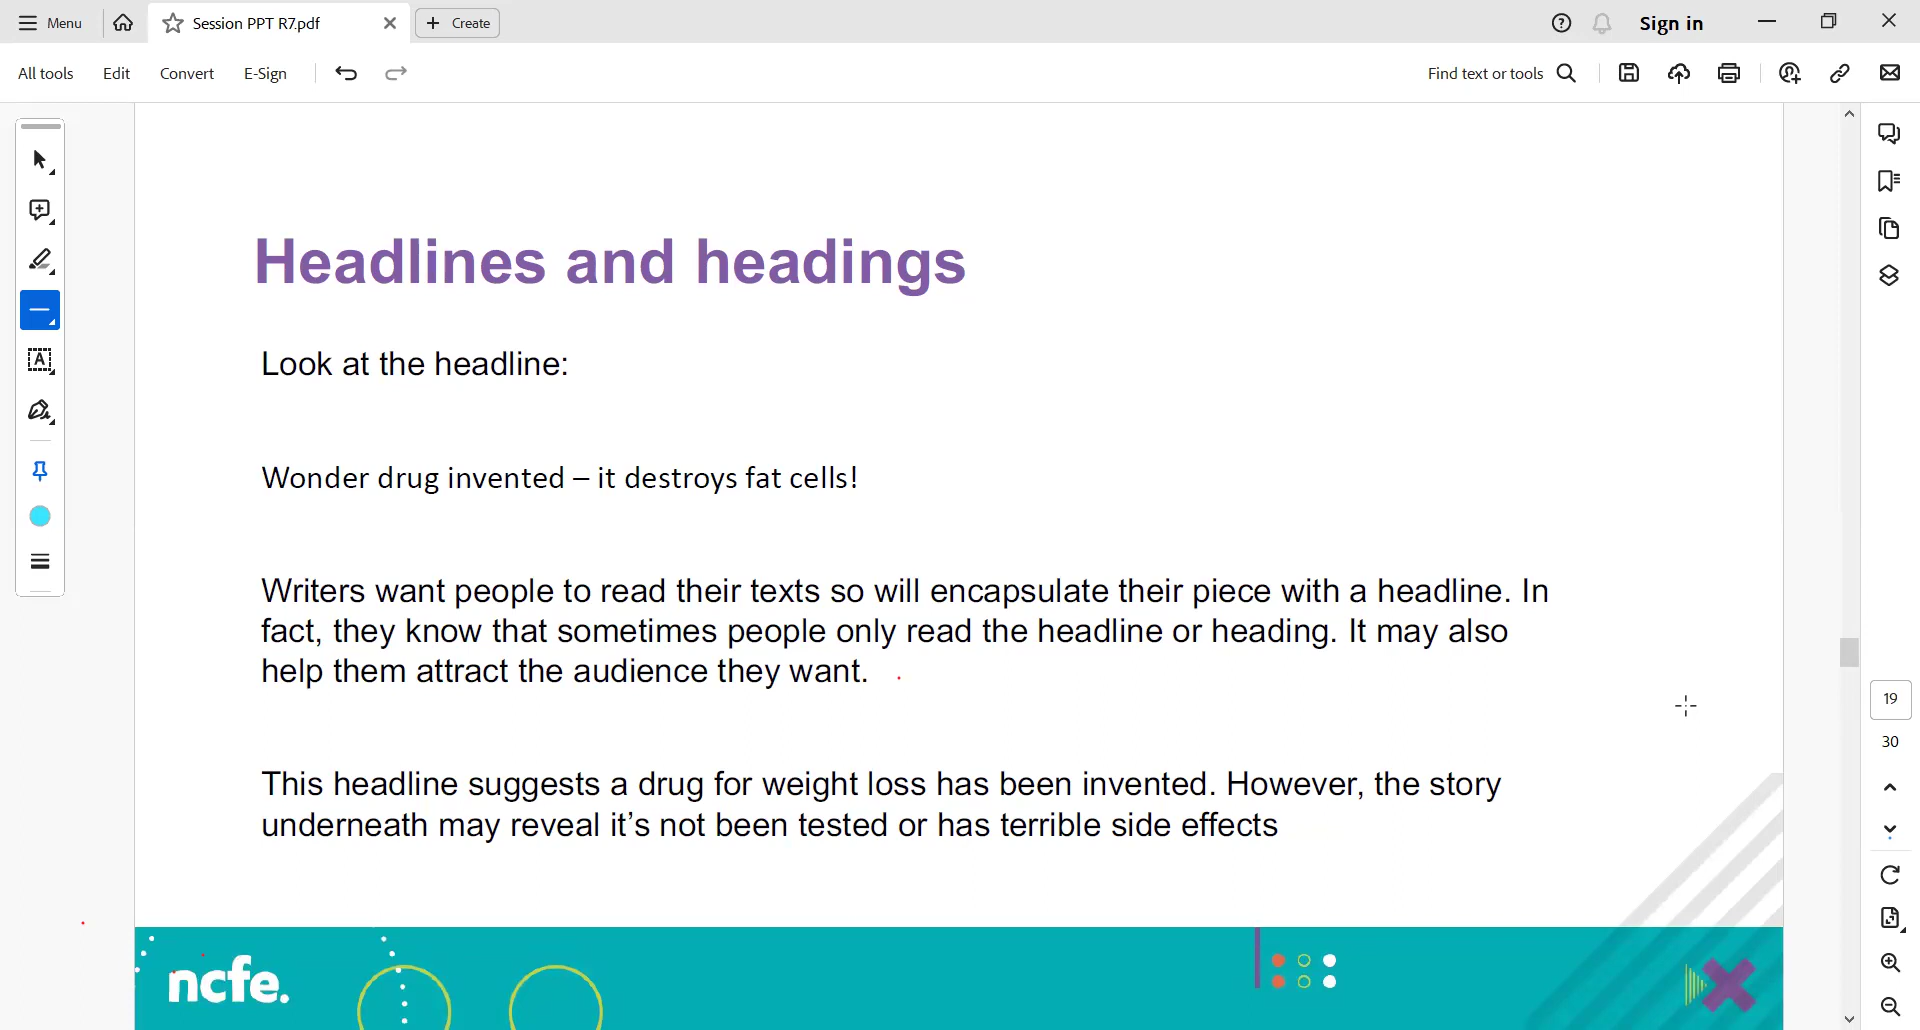 Menu
Session PPT R7.pdf
Create
Sign in
All tools
Edit
Convert
E-Sign
Find text or tools
Headlines and headings
Look at the headline:
Wonder drug invented – it destroys fat cells!
Writers want people to read their texts so will encapsulate their piece with a headline. In
fact, they know that sometimes people only read the headline or heading. It may also
help them attract the audience they want.
This headline suggests a drug for weight loss has been invented. However, the story
underneath may reveal it’s not been tested or has terrible side effects
19
30
ncfe.